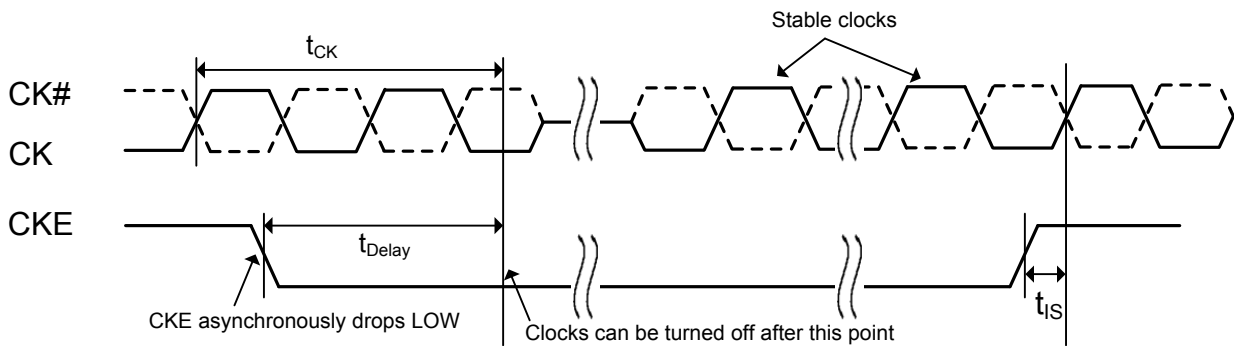 Stable clocks
tCK
CK#
CK
CKE
tDelay
tIS
CKE asynchronously drops LOW
Clocks can be turned off after this point